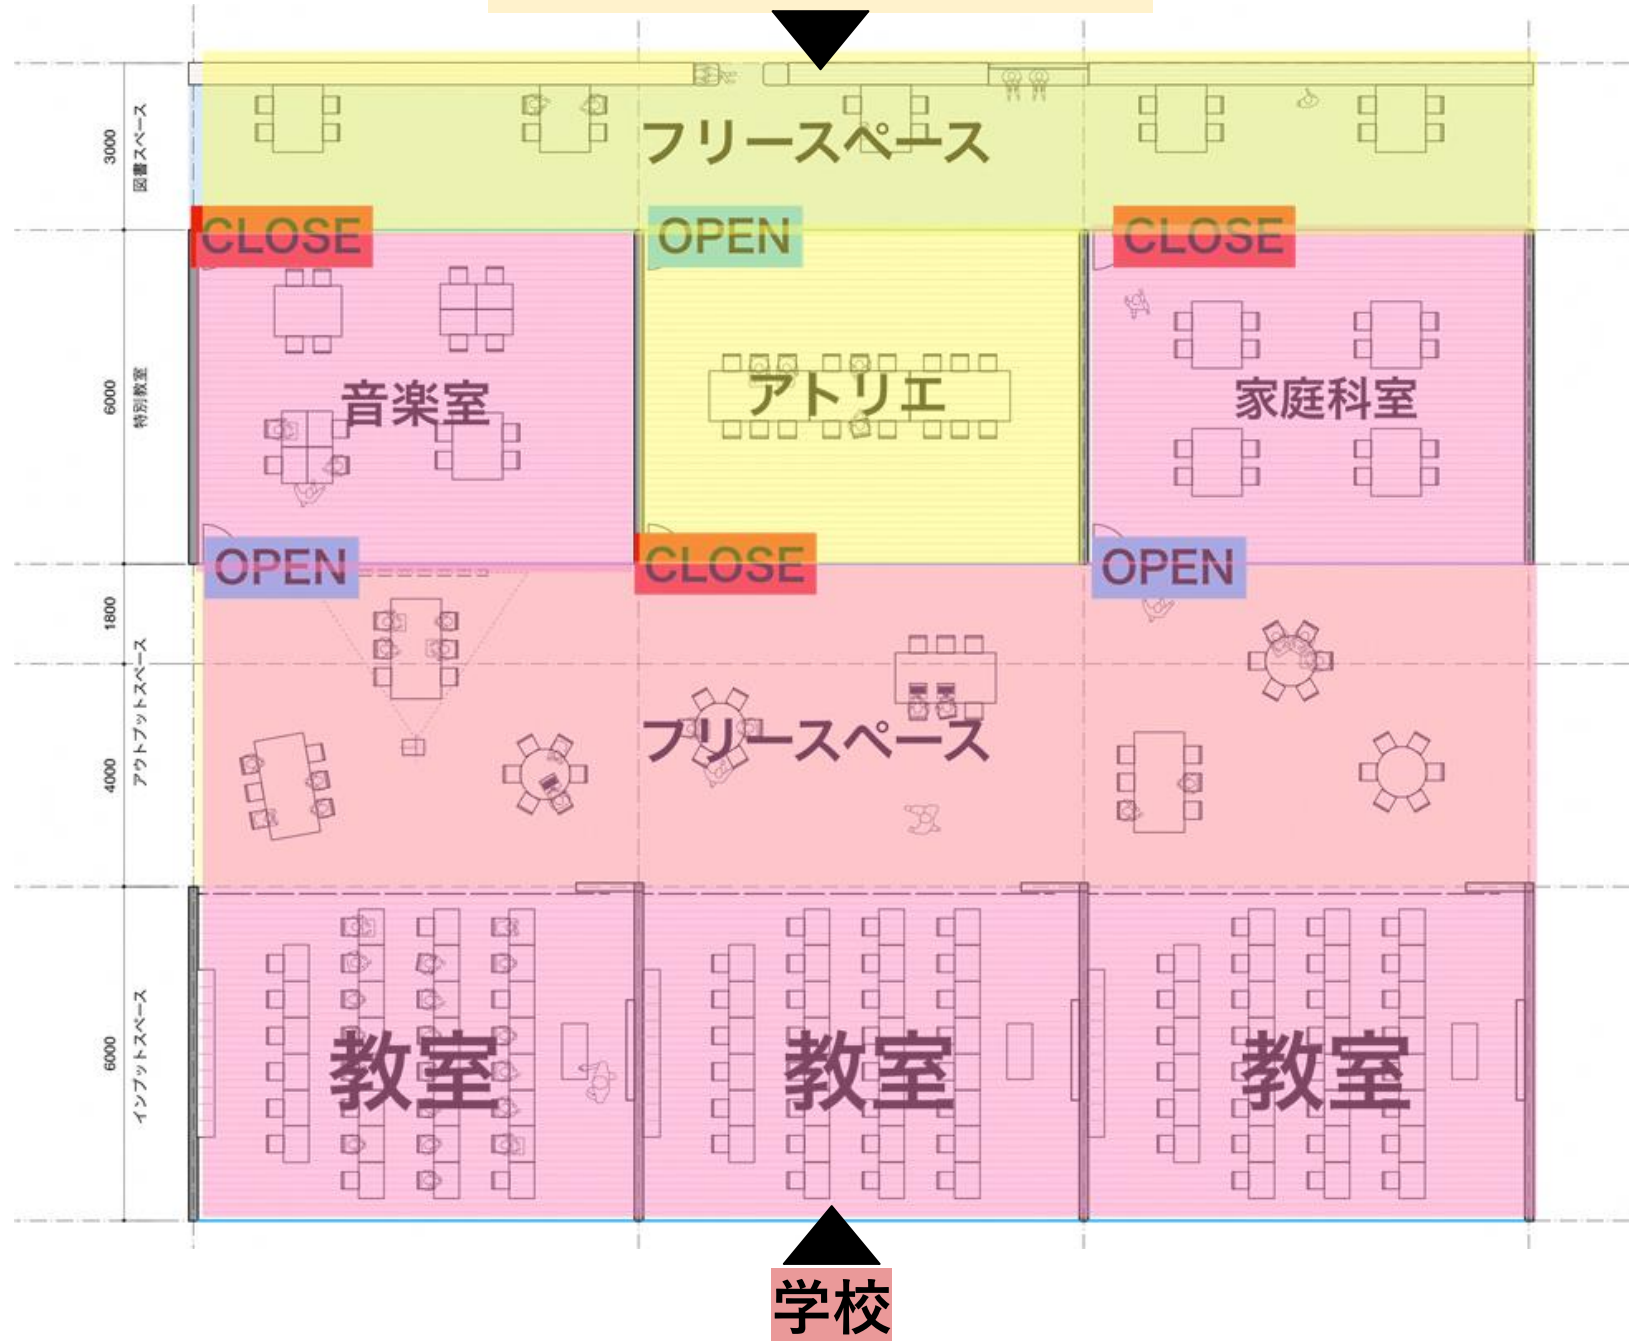 3000
図書スペース
フリースペース
CLOSE
OPEN
CLOSE
6000
特別教室
音楽室
アトリエ
家庭科室
OPEN
CLOSE
OPEN
1800
アウトプットスペース
4000
フリースペース
6000
インプットスペース
教室
教室
教室
学校